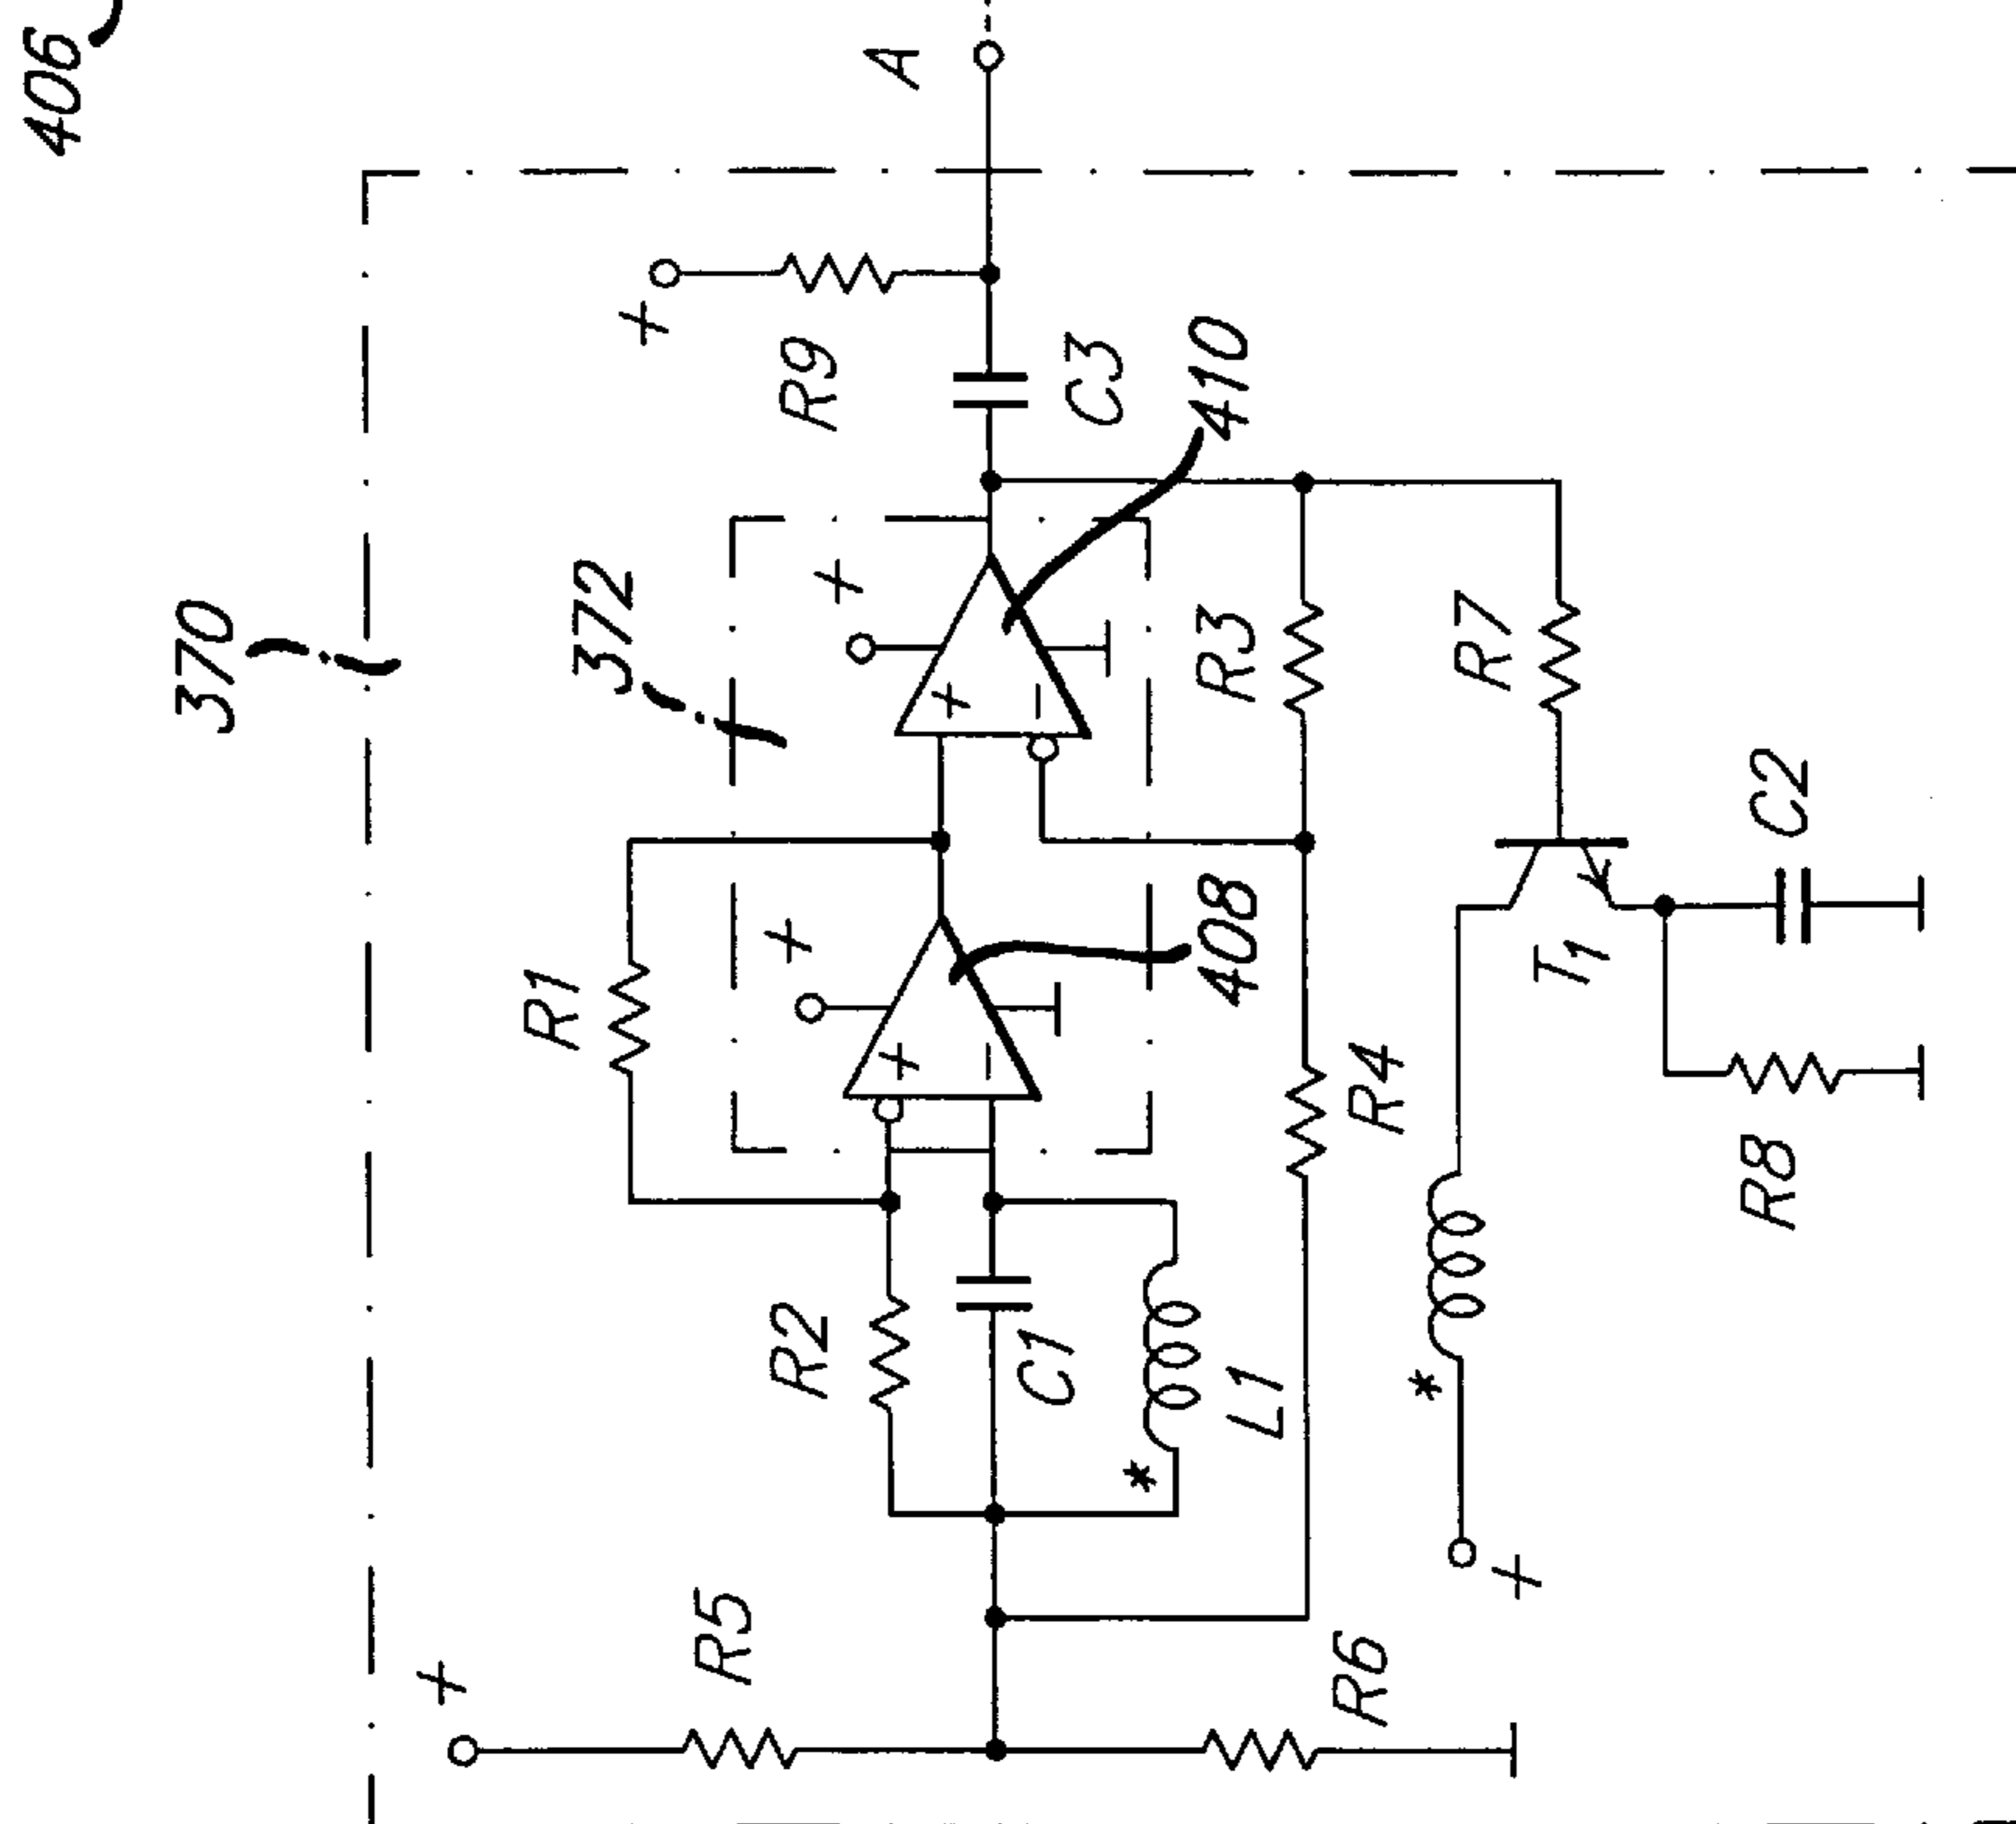 406
A
370
372
R9
+
C3
410
+
+
-
R3
R7
R1
+
+
-
408
R4
T1
C2
R8
R2
C1
L1
*
*
+
+
R5
R6